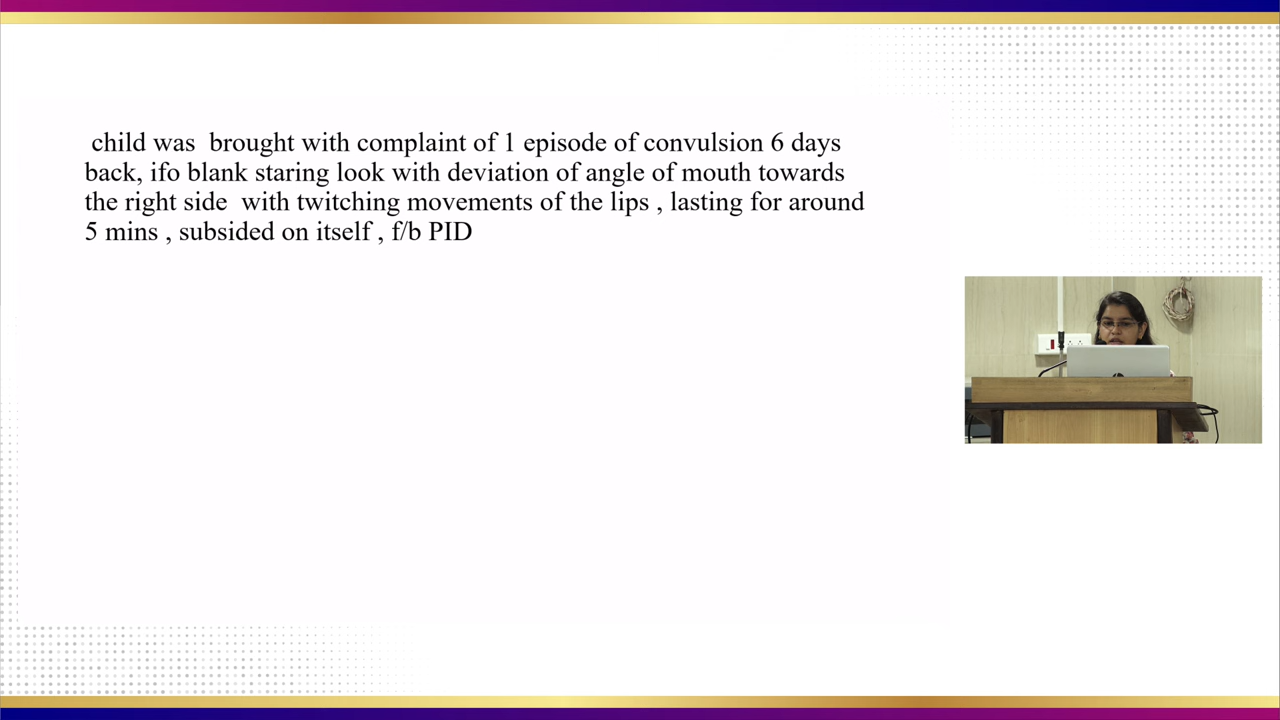 child was brought with complaint of 1 episode of convulsion 6 days
back, ifo blank staring look with deviation of angle of mouth towards
the right side with twitching movements of the lips , lasting for around
5 mins , subsided on itself , f/b PID